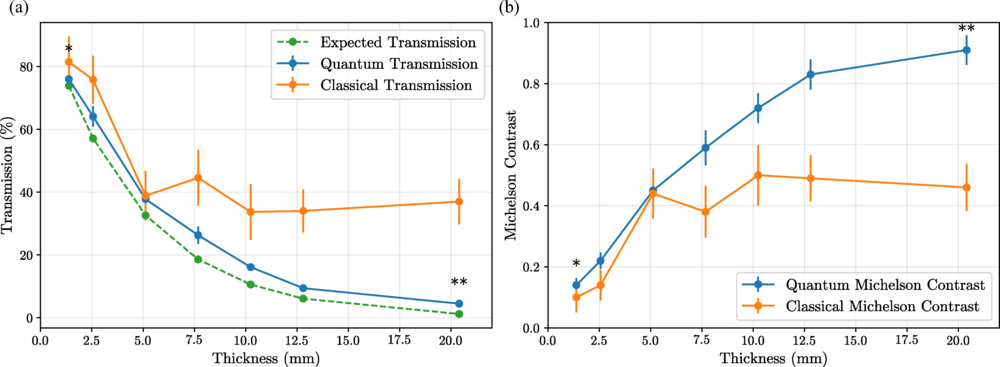 (a)
Transmission (%)
80
60
40
20
0
*
**
Expected Transmission
Quantum Transmission
Classical Transmission
0.0 2.5 5.0 7.5 10.0 12.5 15.0 17.5 20.0
Thickness (mm)
(b)
Michelson Contrast
1.0
0.8
0.6
0.4
0.2
0.0
**
*
Quantum Michelson Contrast
Classical Michelson Contrast
0.0 2.5 5.0 7.5 10.0 12.5 15.0 17.5 20.0
Thickness (mm)